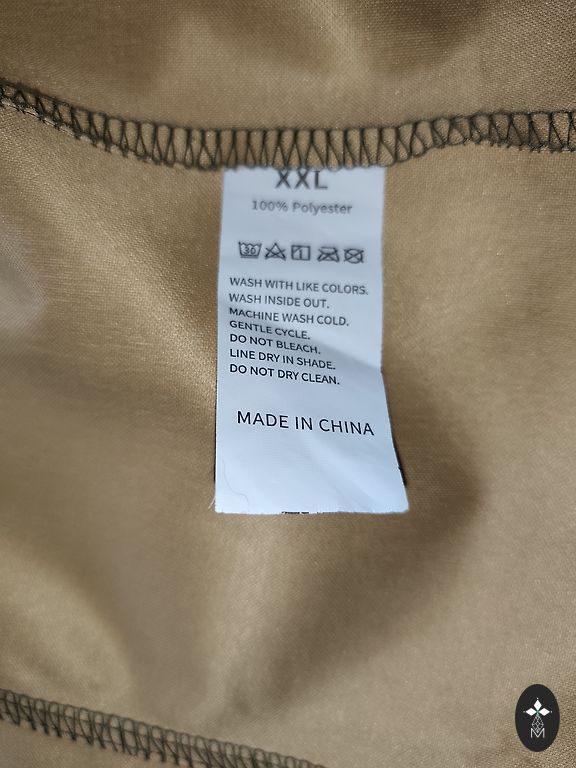 XXL
100% Polyester
30
WASH WITH LIKE COLORS.
WASH INSIDE OUT.
MACHINE WASH COLD.
GENTLE CYCLE.
DO NOT BLEACH.
LINE DRY IN SHADE.
DO NOT DRY CLEAN.
MADE IN CHINA
M